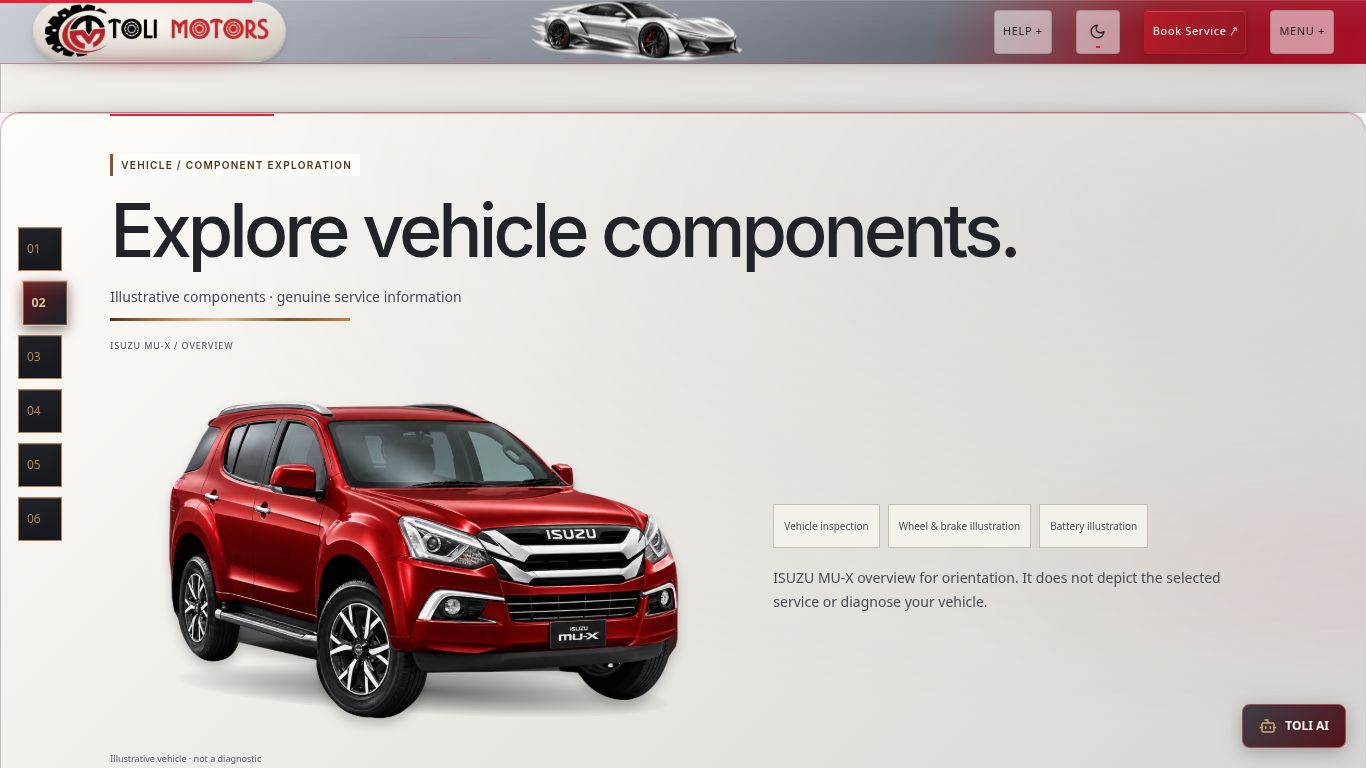 TOLI MOTORS
HELP +
Book Service ↗
MENU +
VEHICLE / COMPONENT EXPLORATION
Explore vehicle components.
Illustrative components · genuine service information
ISUZU MU-X / OVERVIEW
01
02
03
04
05
06
ISUZU
ISUZU
MU-X
Vehicle inspection
Wheel & brake illustration
Battery illustration
ISUZU MU-X overview for orientation. It does not depict the selected
service or diagnose your vehicle.
TOLI AI
Illustrative vehicle · not a diagnostic